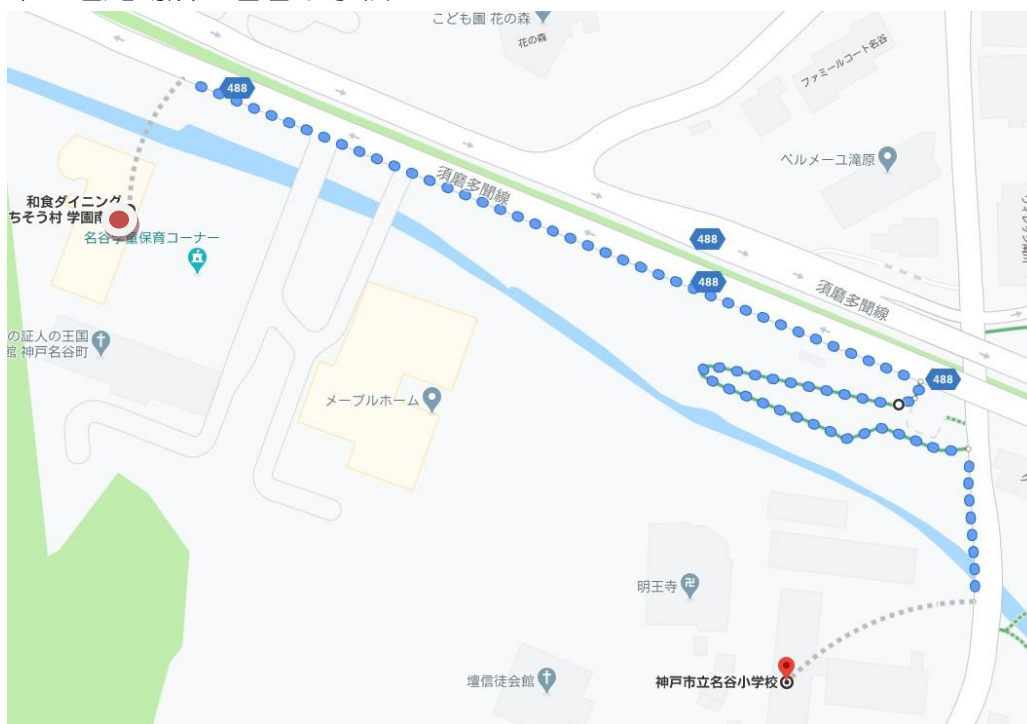 こども園 花の森
花の森
ファミールコート名谷
488
ベルメーユ滝原
須磨多聞線
和食ダイニング
ちそう村 学園南
488
名谷学童保育コーナー
488
須磨多聞線
の証人の王国
館 神戸名谷町
488
メープルホーム
明王寺
壇信徒会館
神戸市立名谷小学校